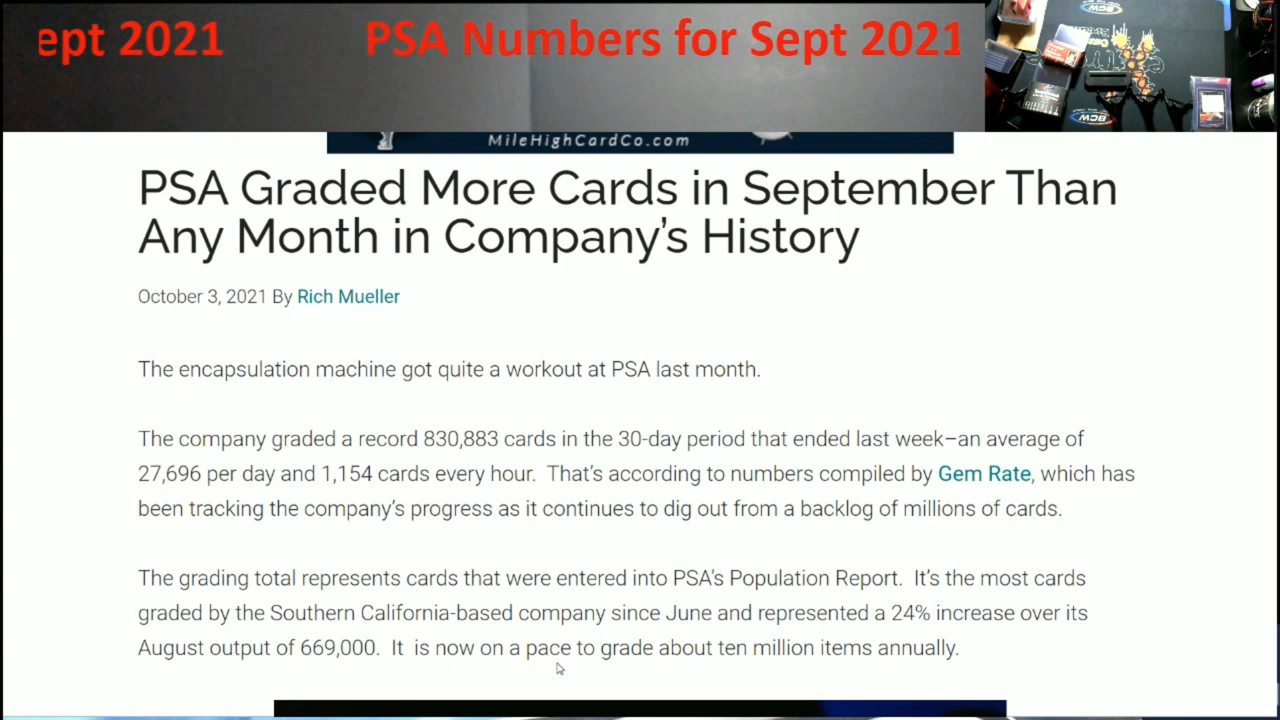 ept 2021 PSA Numbers for Sept 2021
BCW
BCW
MileHighCardCo.com
PSA Graded More Cards in September Than
Any Month in Company's History
October 3, 2021 By Rich Mueller
The encapsulation machine got quite a workout at PSA last month.
The company graded a record 830,883 cards in the 30-day period that ended last week–an average of
27,696 per day and 1,154 cards every hour. That's according to numbers compiled by Gem Rate, which has
been tracking the company's progress as it continues to dig out from a backlog of millions of cards.
The grading total represents cards that were entered into PSA's Population Report. It's the most cards
graded by the Southern California-based company since June and represented a 24% increase over its
August output of 669,000. It is now on a pace to grade about ten million items annually.